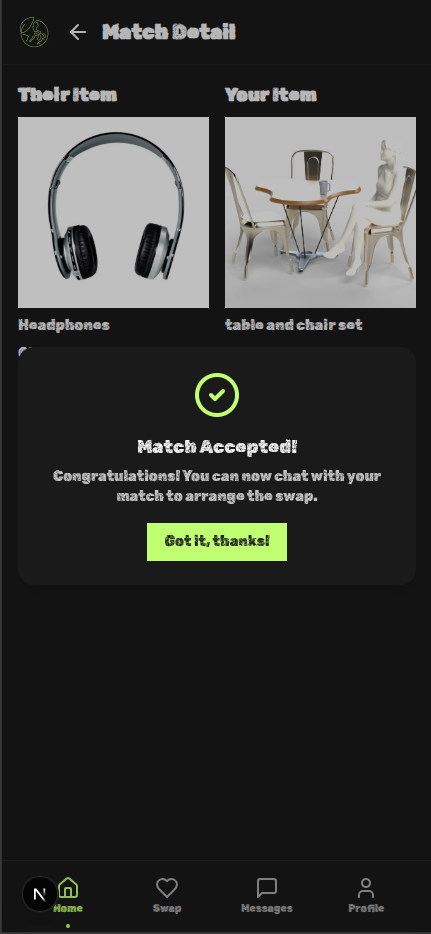 Match Detail
Their Item
Your Item
Headphones
table and chair set
Match Accepted!
Congratulations! You can now chat with your
match to arrange the swap.
Got it, thanks!
N
Home
Swap
Messages
Profile